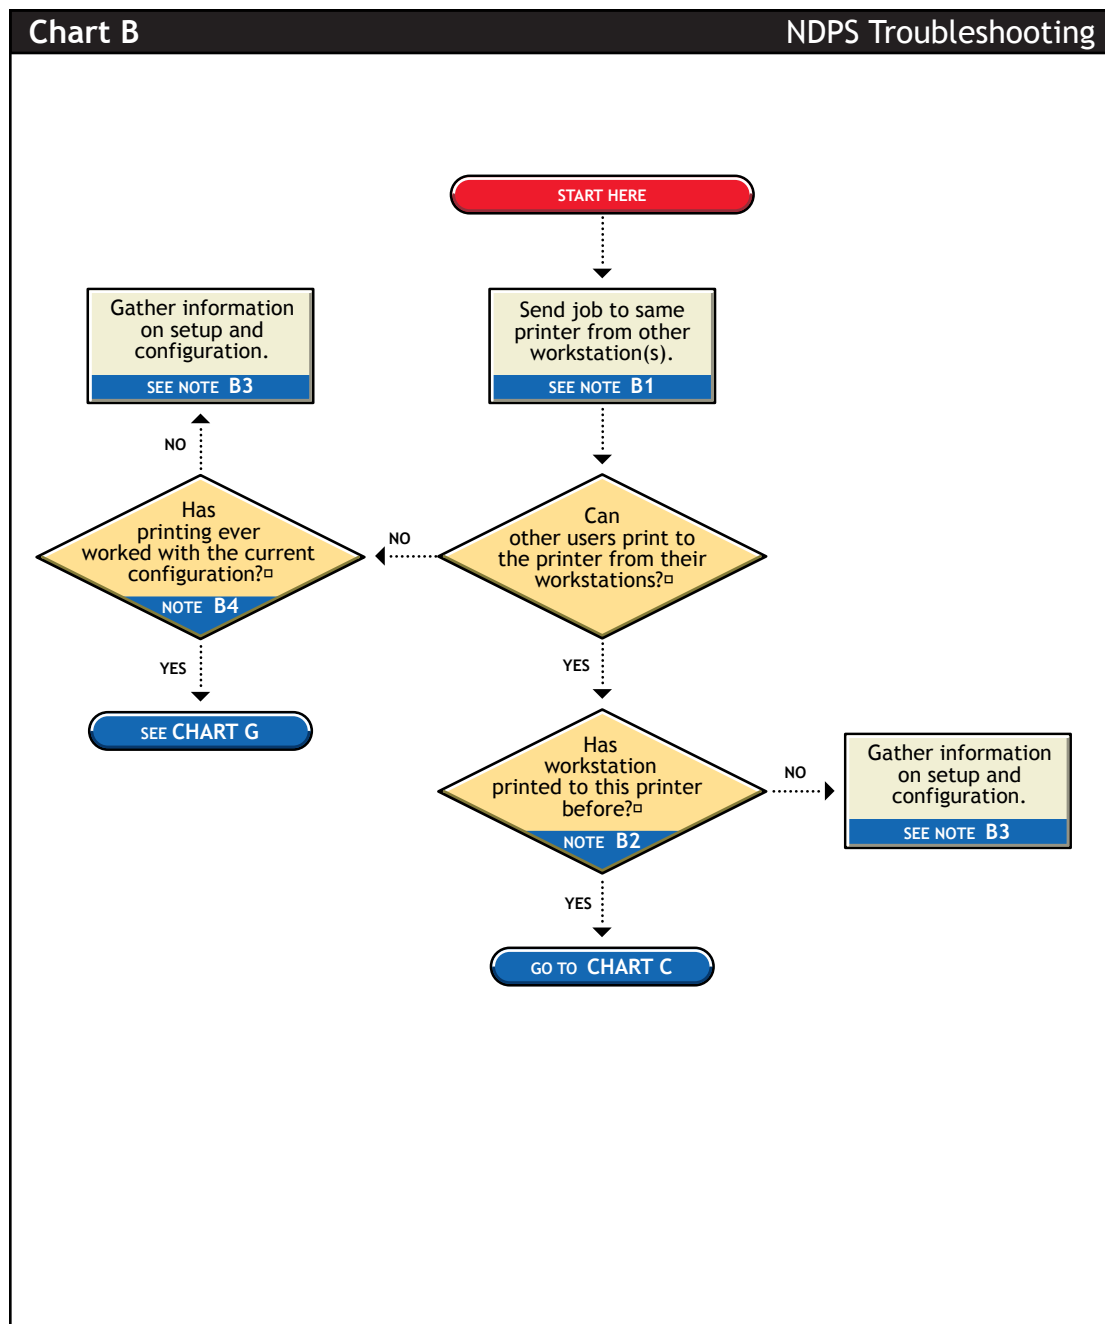 Chart B
NDPS Troubleshooting
START HERE
Send job to same
printer from other
workstation(s).
SEE NOTE B1
Gather information
on setup and
configuration.
SEE NOTE B3
NO
Can
other users print to
the printer from their
workstations?
NO
Has
printing ever
worked with the current
configuration?
NOTE B4
YES
SEE CHART G
YES
Has
workstation
printed to this printer
before?
NOTE B2
NO
Gather information
on setup and
configuration.
SEE NOTE B3
YES
GO TO CHART C